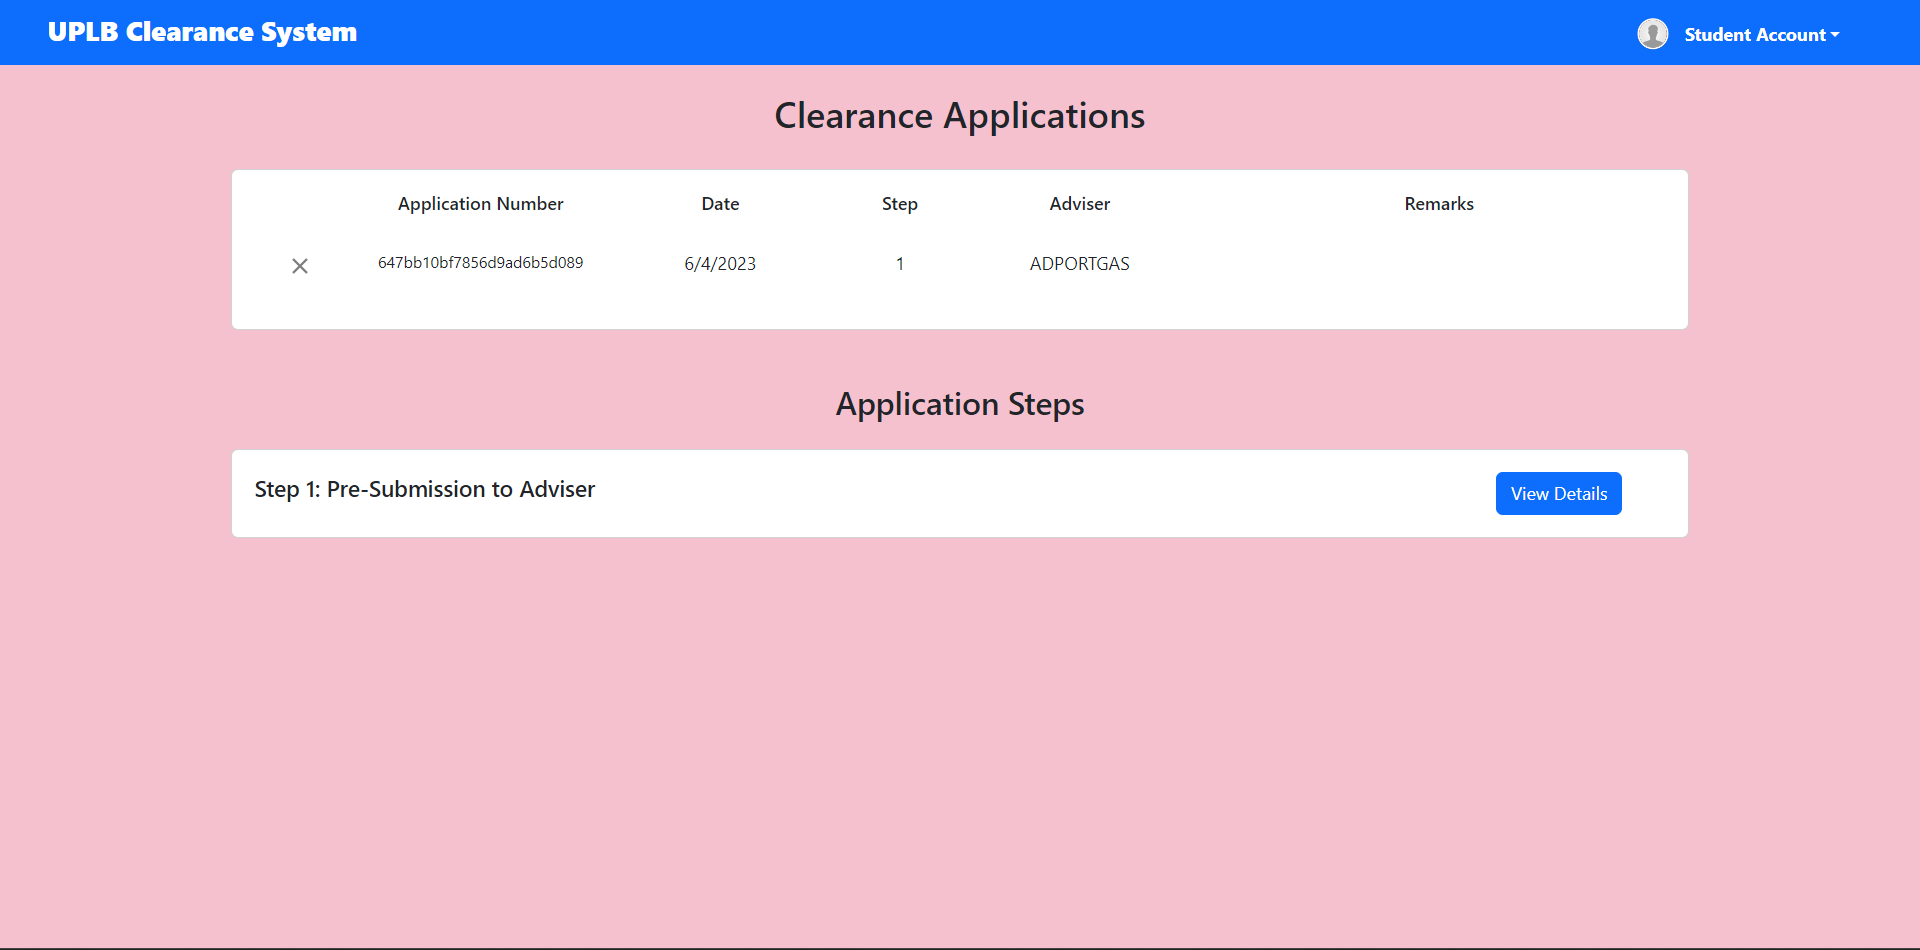 UPLB Clearance System
Student Account
Clearance Applications
Application Number Date Step Adviser Remarks
647bb10bf7856d9ad6b5d089 6/4/2023 1 ADPORTGAS
Application Steps
Step 1: Pre-Submission to Adviser
View Details